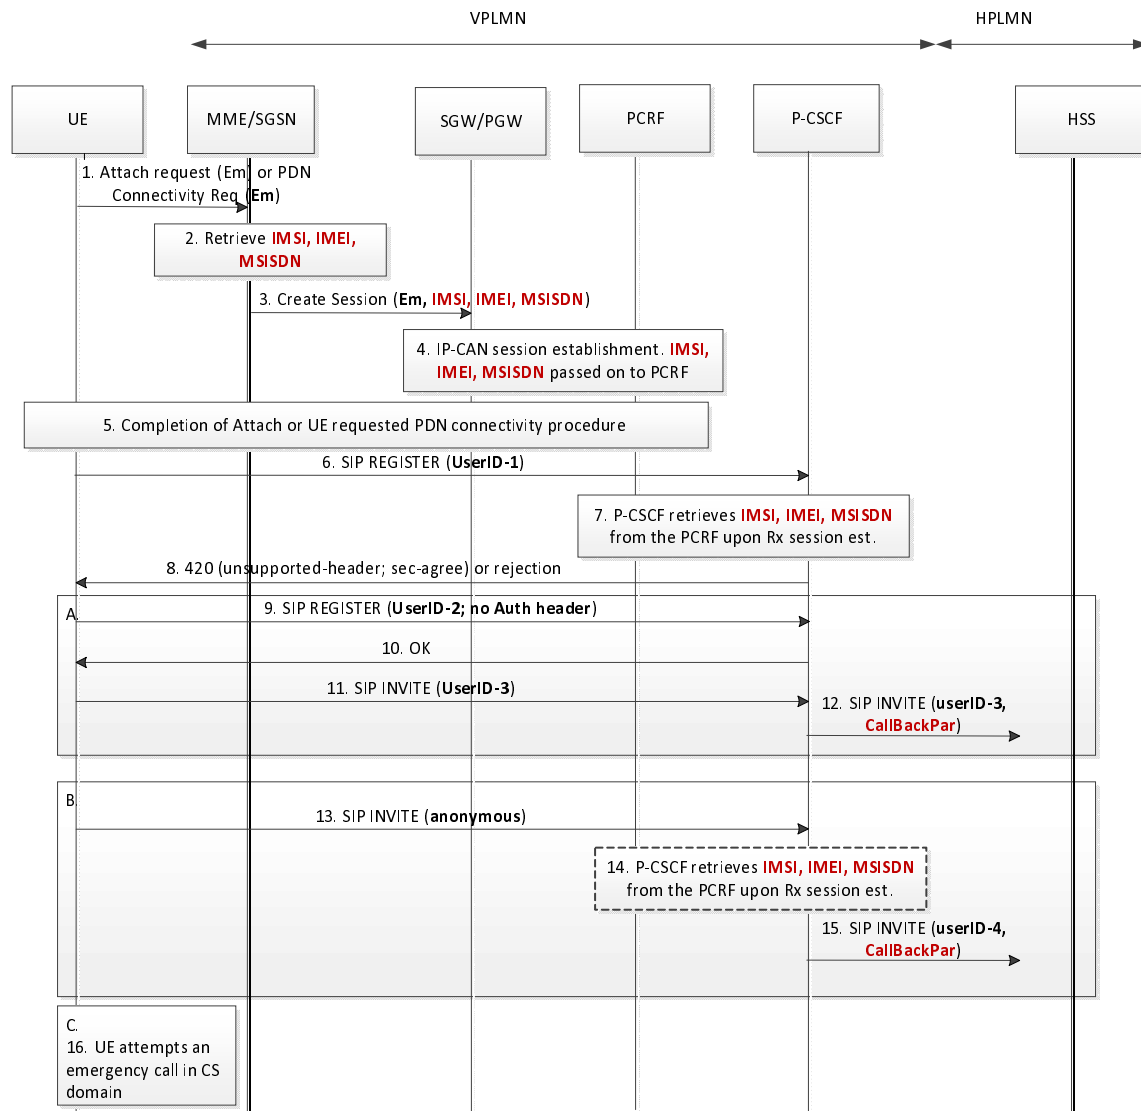 VPLMN
HPLMN
UE
MME/SGSN
SGW/PGW
PCRF
P-CSCF
HSS
1. Attach request (Em) or PDN
Connectivity Req (Em)
2. Retrieve IMSI, IMEI,
MSISDN
3. Create Session (Em, IMSI, IMEI, MSISDN)
4. IP-CAN session establishment. IMSI,
IMEI, MSISDN passed on to PCRF
5. Completion of Attach or UE requested PDN connectivity procedure
6. SIP REGISTER (UserID-1)
7. P-CSCF retrieves IMSI, IMEI, MSISDN
from the PCRF upon Rx session est.
8. 420 (unsupported-header; sec-agree) or rejection
A.
9. SIP REGISTER (UserID-2; no Auth header)
10. OK
11. SIP INVITE (UserID-3)
12. SIP INVITE (userID-3,
CallBackPar)
B.
13. SIP INVITE (anonymous)
14. P-CSCF retrieves IMSI, IMEI, MSISDN
from the PCRF upon Rx session est.
15. SIP INVITE (userID-4,
CallBackPar)
C.
16. UE attempts an
emergency call in CS
domain